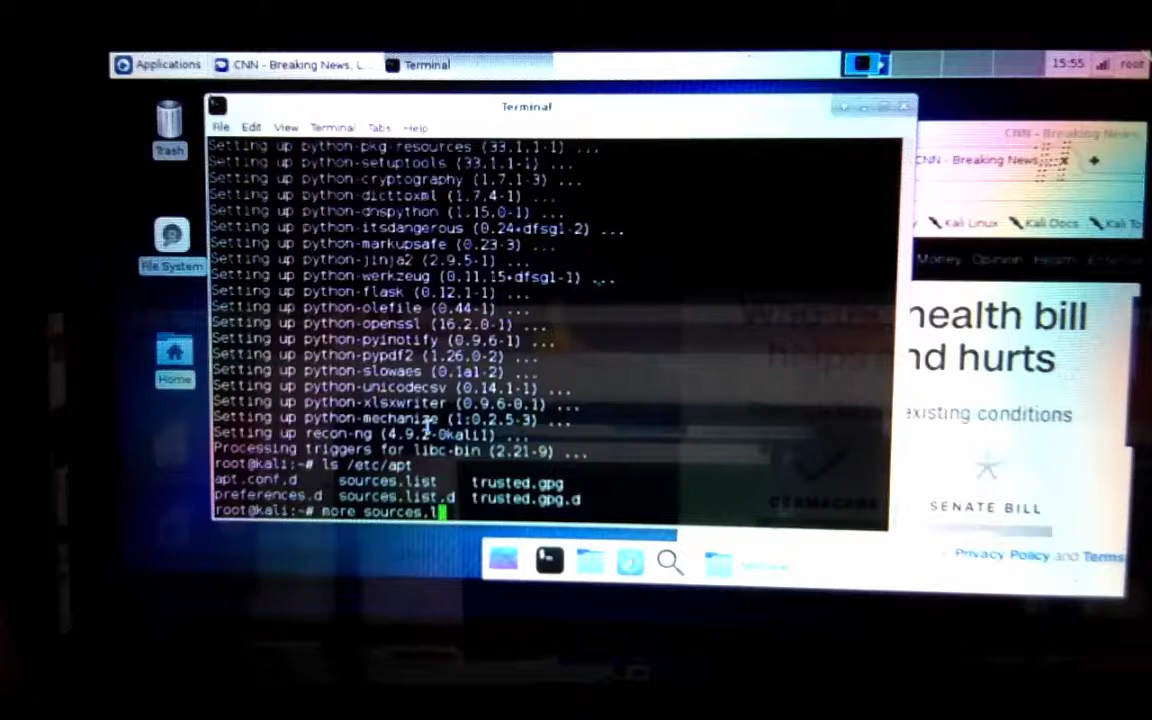 Applications
CNN - Breaking News, L...
Terminal
15:55
root
Terminal
File Edit View Terminal Tabs Help
Setting up python-pkg-resources (33.1.1-1) ...
Setting up python-setuptools (33.1.1-1) ...
Setting up python-cryptography (1.7.1-3) ...
Setting up python-dicttoxml (1.7.4-1) ...
Setting up python-dnspython (1.15.0-1) ...
Setting up python-itsdangerous (0.24+dfsg1-2) ...
Setting up python-markupsafe (0.23-3) ...
Setting up python-jinja2 (2.9.5-1) ...
Setting up python-werkzeug (0.11.15+dfsg1-1) ...
Setting up python-flask (0.12.1-1) ...
Setting up python-olefile (0.44-1) ...
Setting up python-openssl (16.2.0-1) ...
Setting up python-pyinotify (0.9.6-1) ...
Setting up python-pypdf2 (1.26.0-2) ...
Setting up python-slowaes (0.1a1-2) ...
Setting up python-unicodecsv (0.14.1-1) ...
Setting up python-xlsxwriter (0.9.6-0.1) ...
Setting up python-mechanize (1:0.2.5-3) ...
Setting up recon-ng (4.9.2-0kali1) ...
Processing triggers for libc-bin (2.21-9) ...
root@kali:~# ls /etc/apt
apt.conf.d sources.list trusted.gpg
preferences.d sources.list.d trusted.gpg.d
root@kali:~# more sources.l
Trash
File System
Home
CNN - Breaking News
CNN - Breaking News
Kali Linux
Kali Docs
Kali To
Money Opinion Health Enterta
health bill
nd hurts
existing conditions
SENATE BILL
Privacy Policy and Terms